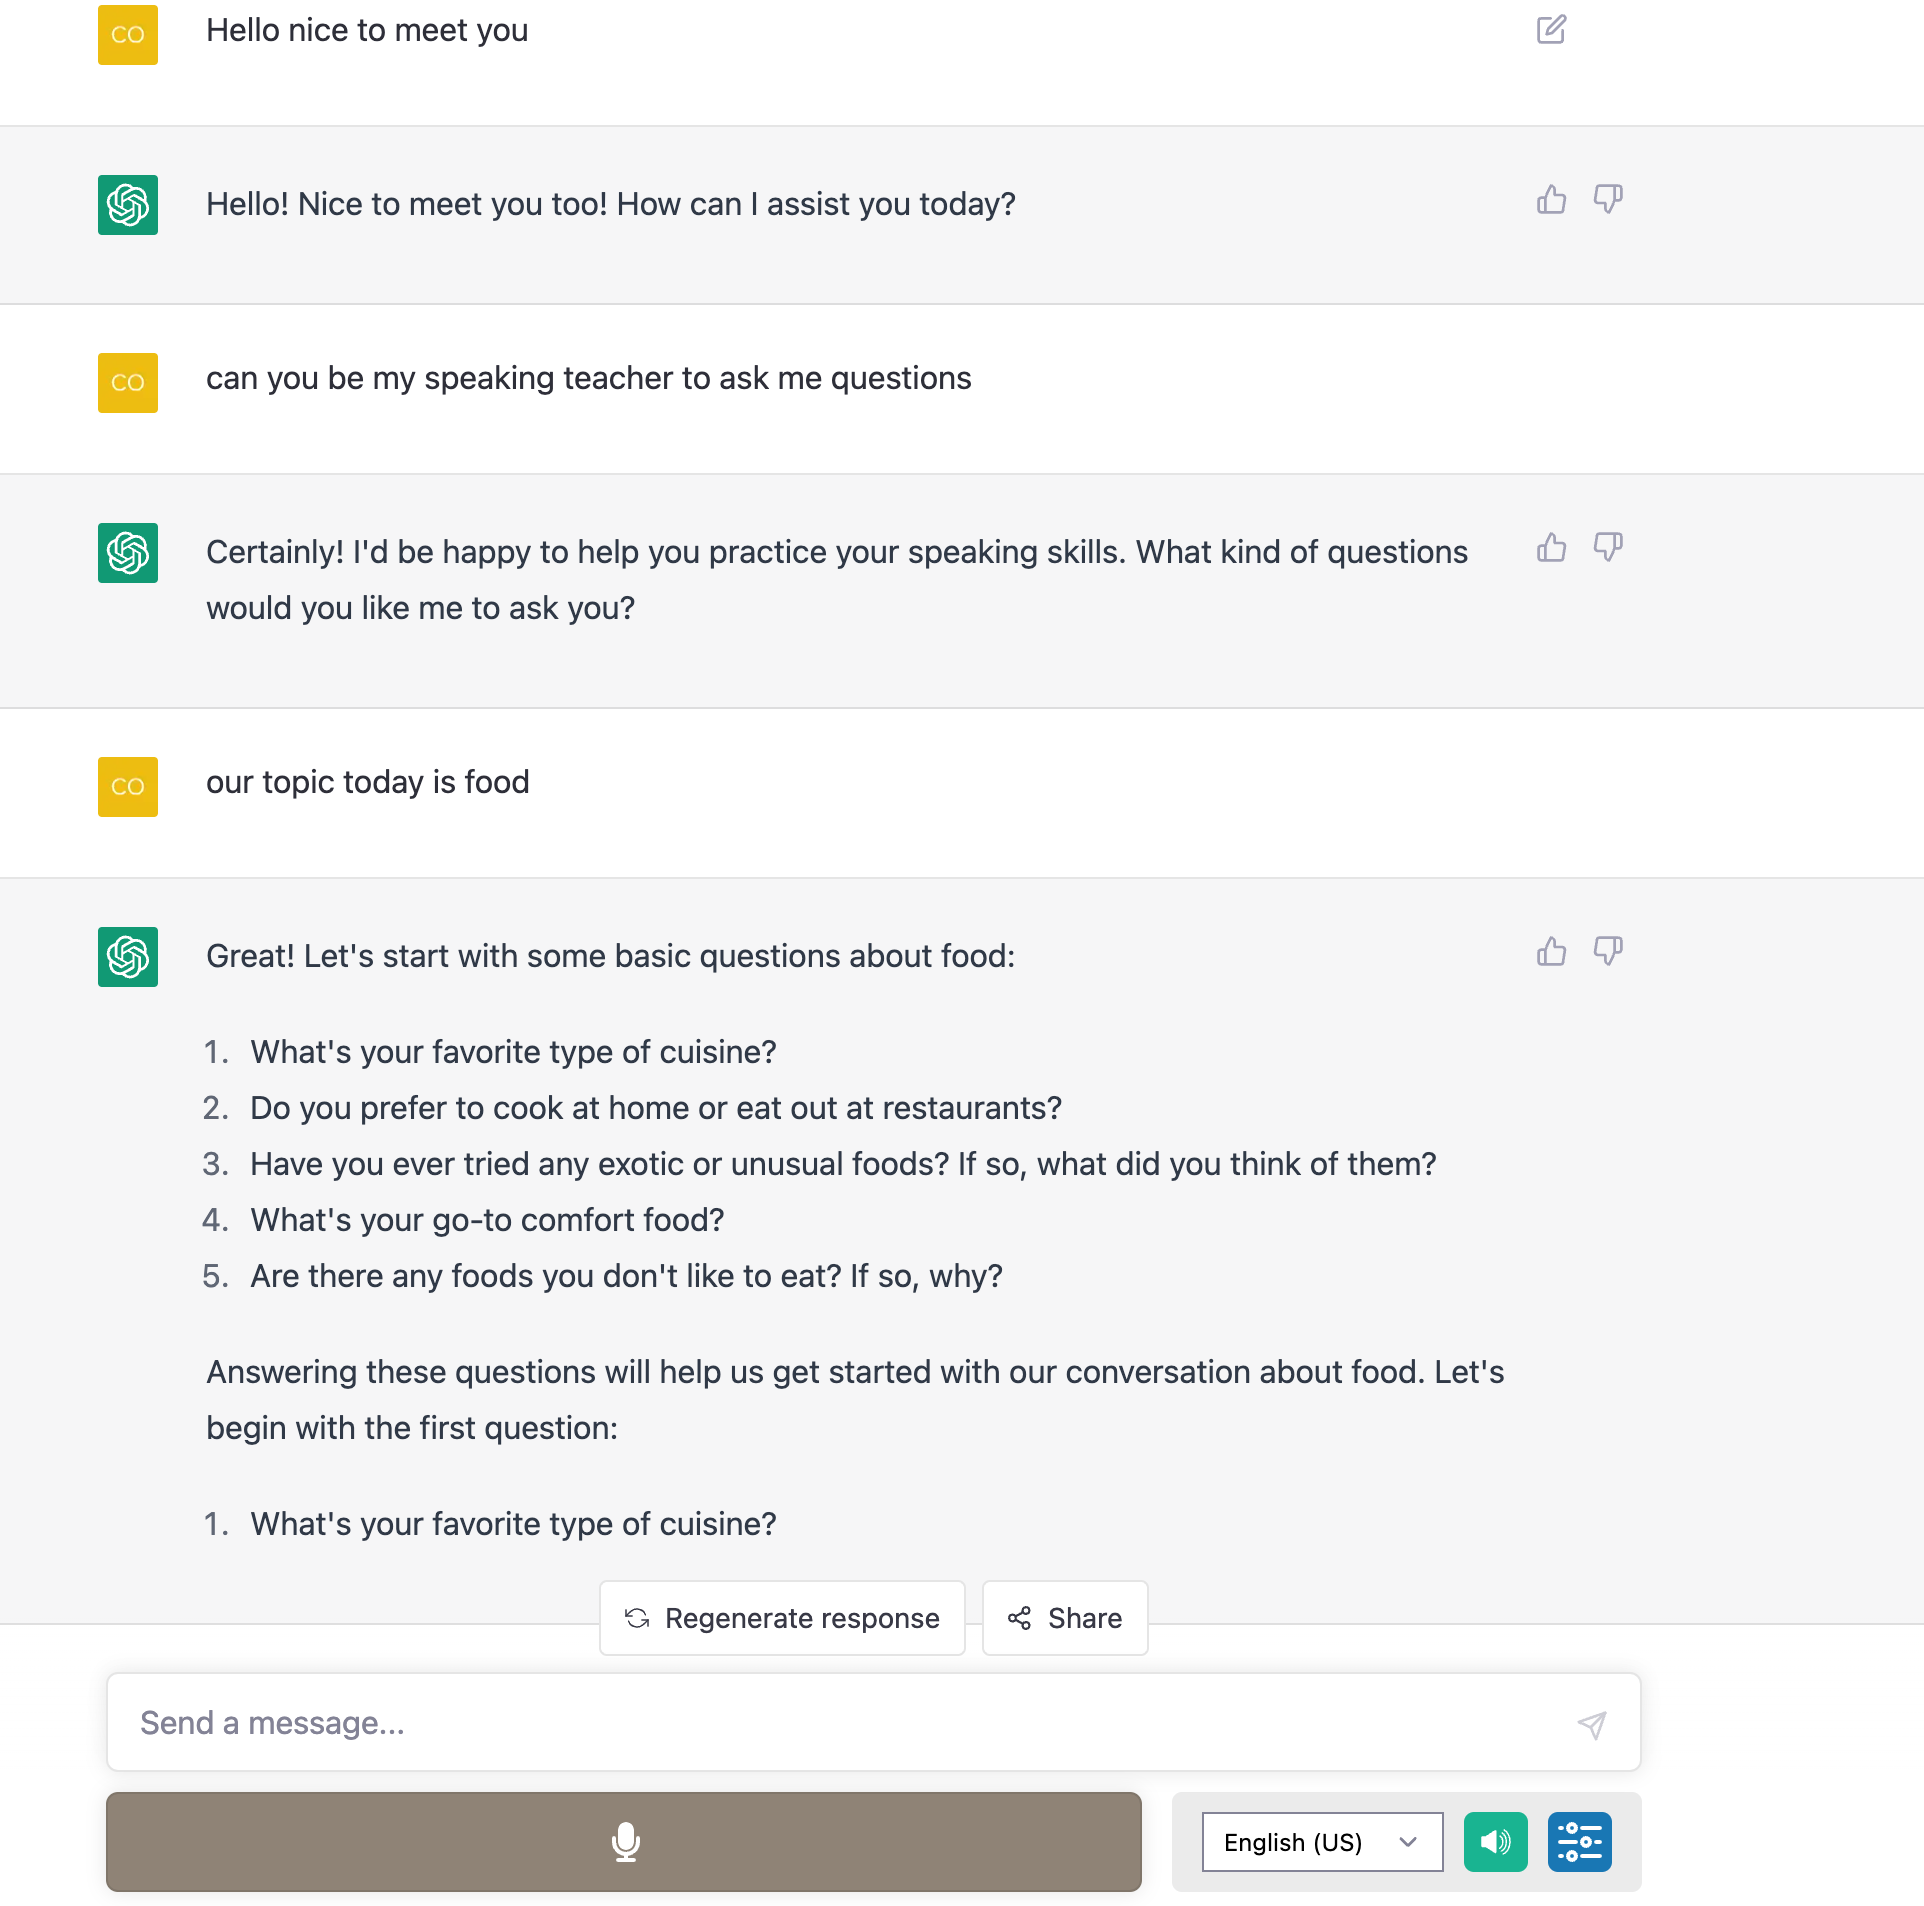 CO
Hello nice to meet you
Hello! Nice to meet you too! How can I assist you today?
CO
can you be my speaking teacher to ask me questions
Certainly! I'd be happy to help you practice your speaking skills. What kind of questions
would you like me to ask you?
CO
our topic today is food
Great! Let's start with some basic questions about food:
1. What's your favorite type of cuisine?
2. Do you prefer to cook at home or eat out at restaurants?
3. Have you ever tried any exotic or unusual foods? If so, what did you think of them?
4. What's your go-to comfort food?
5. Are there any foods you don't like to eat? If so, why?
Answering these questions will help us get started with our conversation about food. Let's
begin with the first question:
1. What's your favorite type of cuisine?
Regenerate response
Share
Send a message...
English (US)